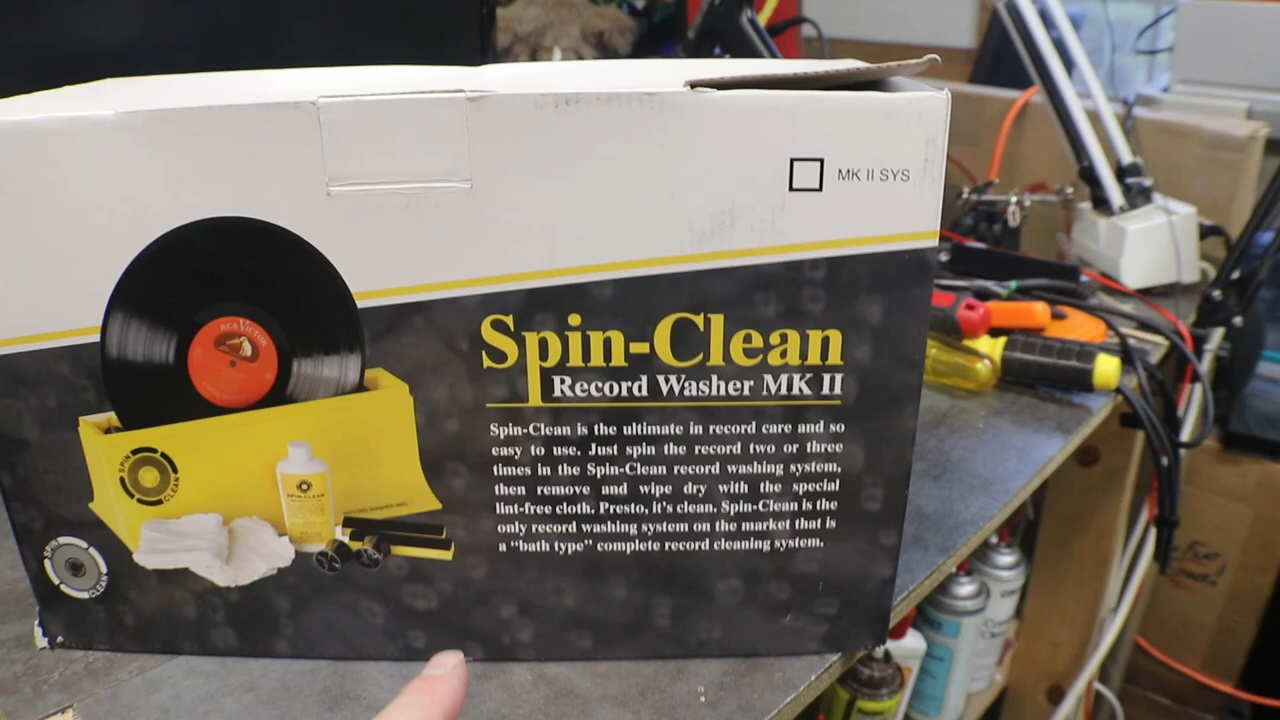 MK II SYS
RCA VICTOR
Spin-Clean
Record Washer MK II
Spin-Clean is the ultimate in record care and so
easy to use. Just spin the record two or three
times in the Spin-Clean record washing system,
then remove and wipe dry with the special
lint-free cloth. Presto, it's clean. Spin-Clean is the
only record washing system on the market that is
a “bath type” complete record cleaning system.
SPIN
CLEAN
SPIN-CLEAN
SPIN
CLEAN